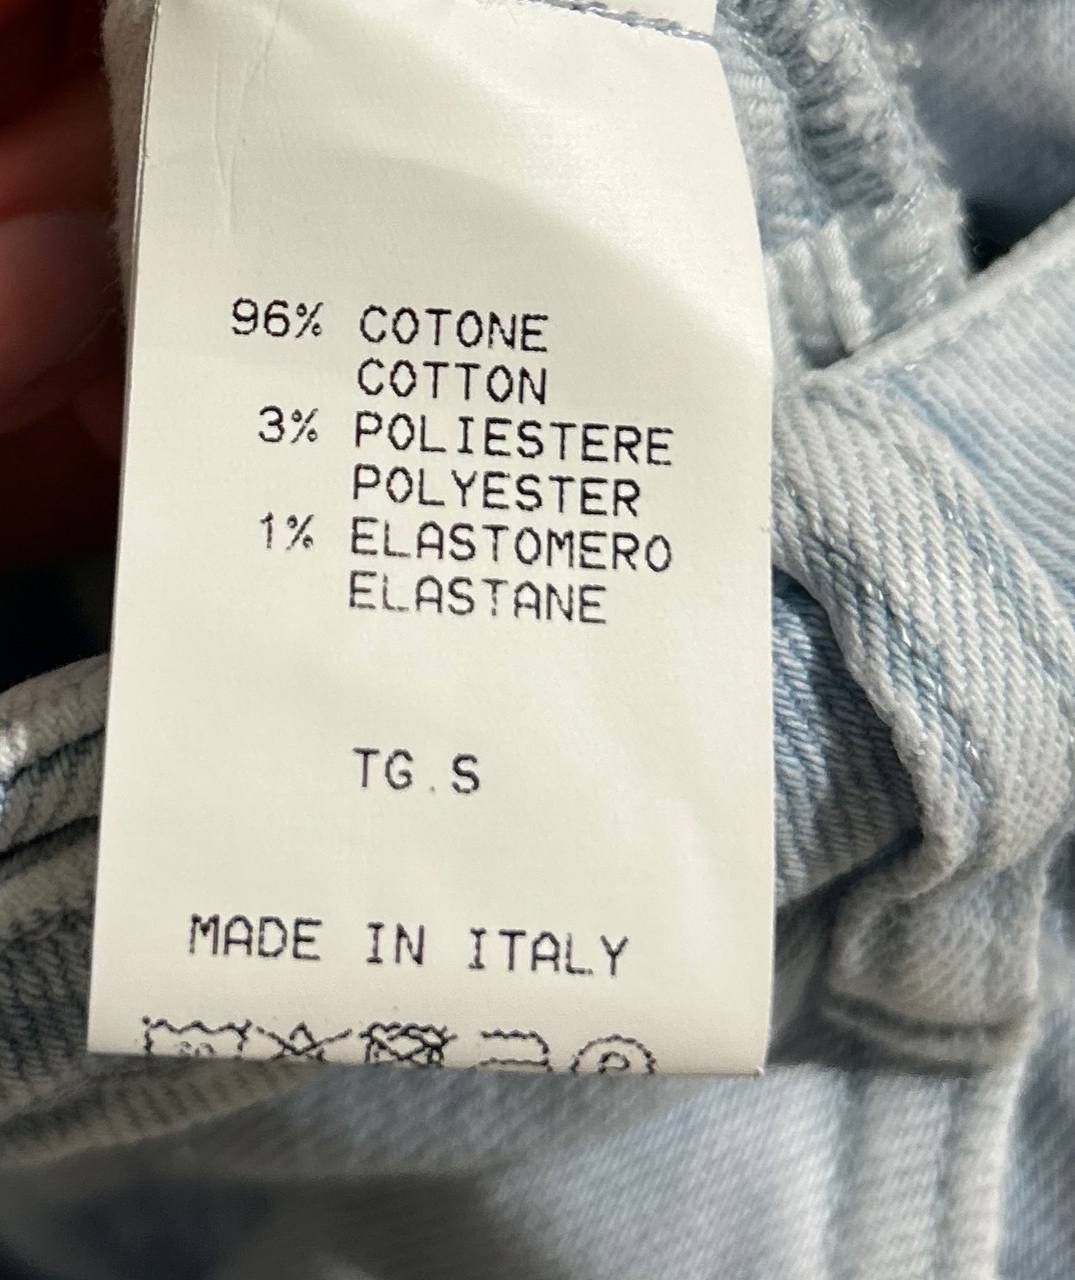 96% COTONE
COTTON
3% POLIESTERE
POLYESTER
1% ELASTOMERO
ELASTANE
TG.S
MADE IN ITALY